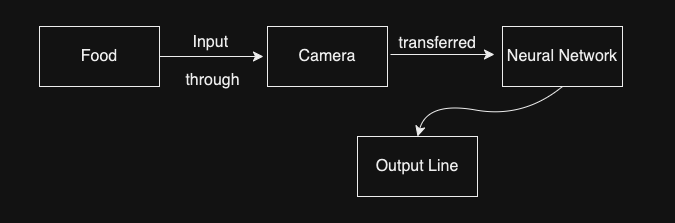 Food
Input
through
Camera
transferred
Neural Network
Output Line